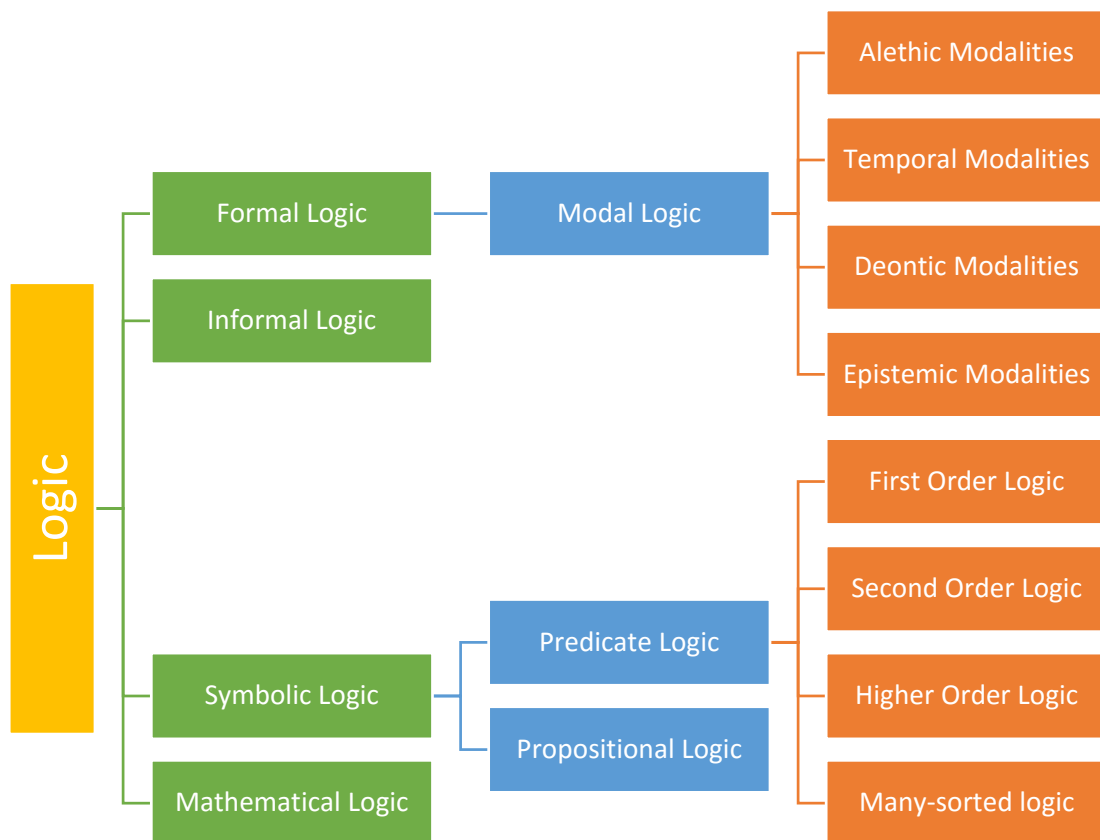 Logic
Formal Logic
Informal Logic
Symbolic Logic
Mathematical Logic
Modal Logic
Predicate Logic
Propositional Logic
Alethic Modalities
Temporal Modalities
Deontic Modalities
Epistemic Modalities
First Order Logic
Second Order Logic
Higher Order Logic
Many-sorted logic